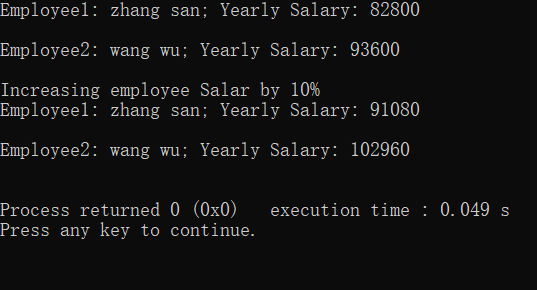 Employee1: zhang san; Yearly Salary: 82800
Employee2: wang wu; Yearly Salary: 93600
Increasing employee Salar by 10%
Employee1: zhang san; Yearly Salary: 91080
Employee2: wang wu; Yearly Salary: 102960
Process returned 0 (0x0)   execution time : 0.049 s
Press any key to continue.